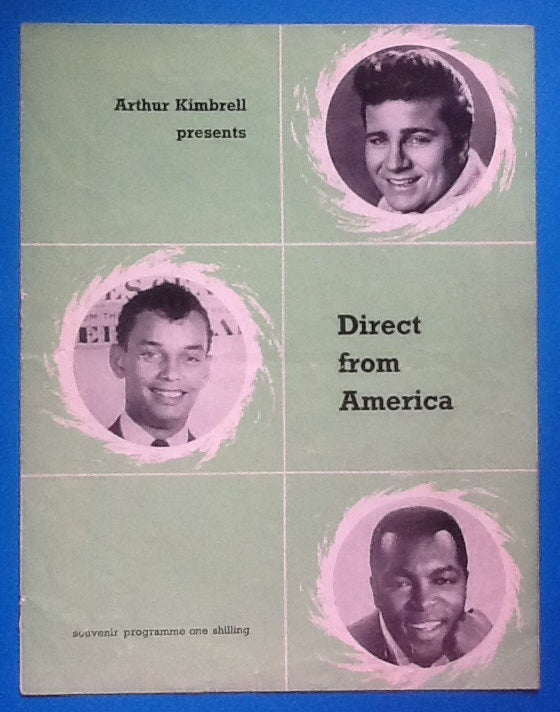 Arthur Kimbrell
presents
Direct
from
America
souvenir programme one shilling